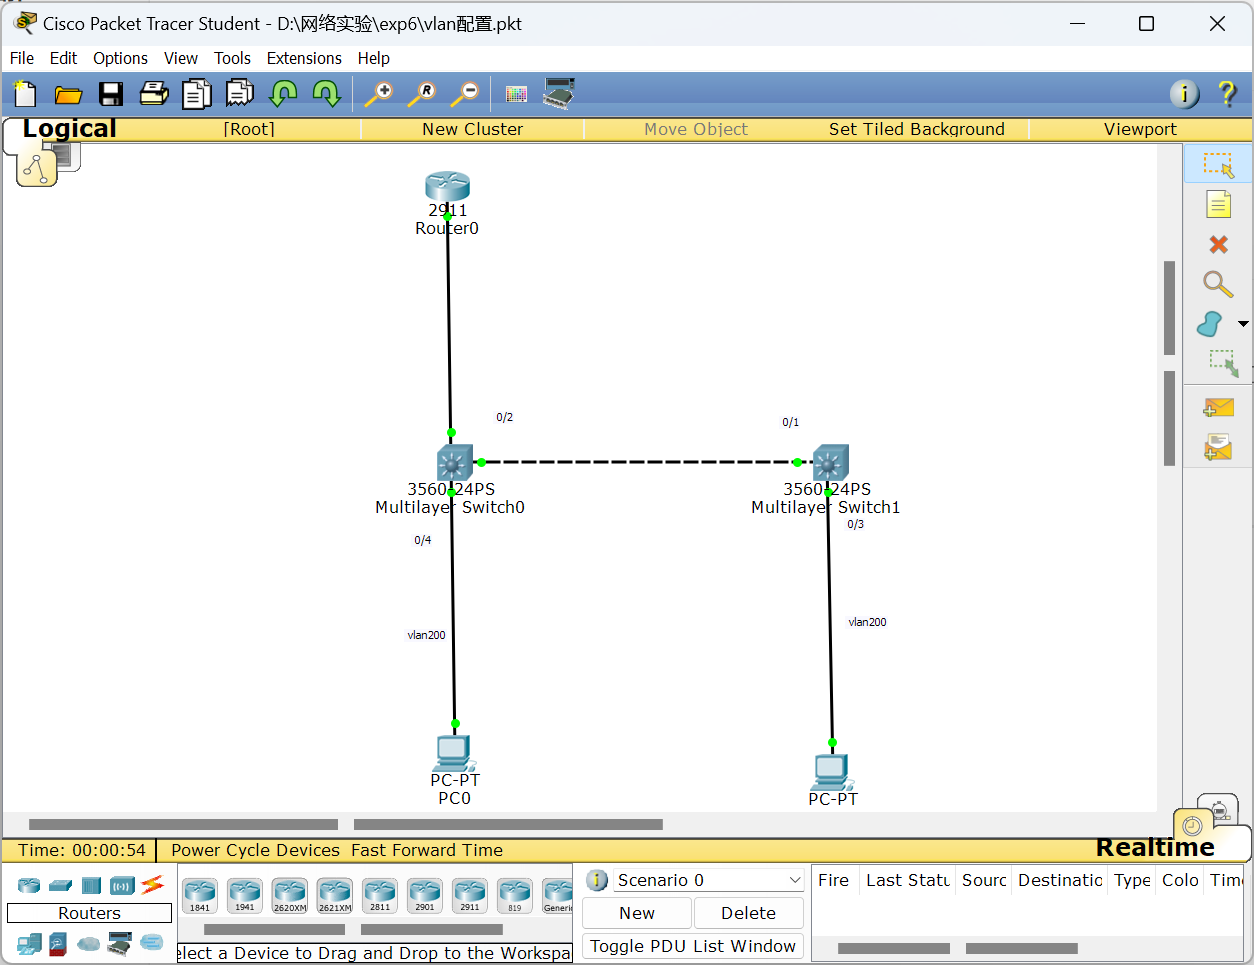 Cisco Packet Tracer Student - D:\网络实验\exp6\vlan配置.pkt
File Edit Options View Tools Extensions Help
Logical [Root] New Cluster Move Object Set Tiled Background Viewport
2911
Router0
0/2
0/1
3560-24PS
Multilayer Switch0
3560-24PS
Multilayer Switch1
0/3
0/4
vlan200
vlan200
PC-PT
PC0
PC-PT
Realtime
Time: 00:00:54 Power Cycle Devices Fast Forward Time
Routers
1841 1941 2620XM 2621XM 2811 2901 2911 819 Generic
elect a Device to Drag and Drop to the Workspa
Scenario 0
New Delete
Toggle PDU List Window
Fire Last Statu Sourc Destinatio Type Colo Time